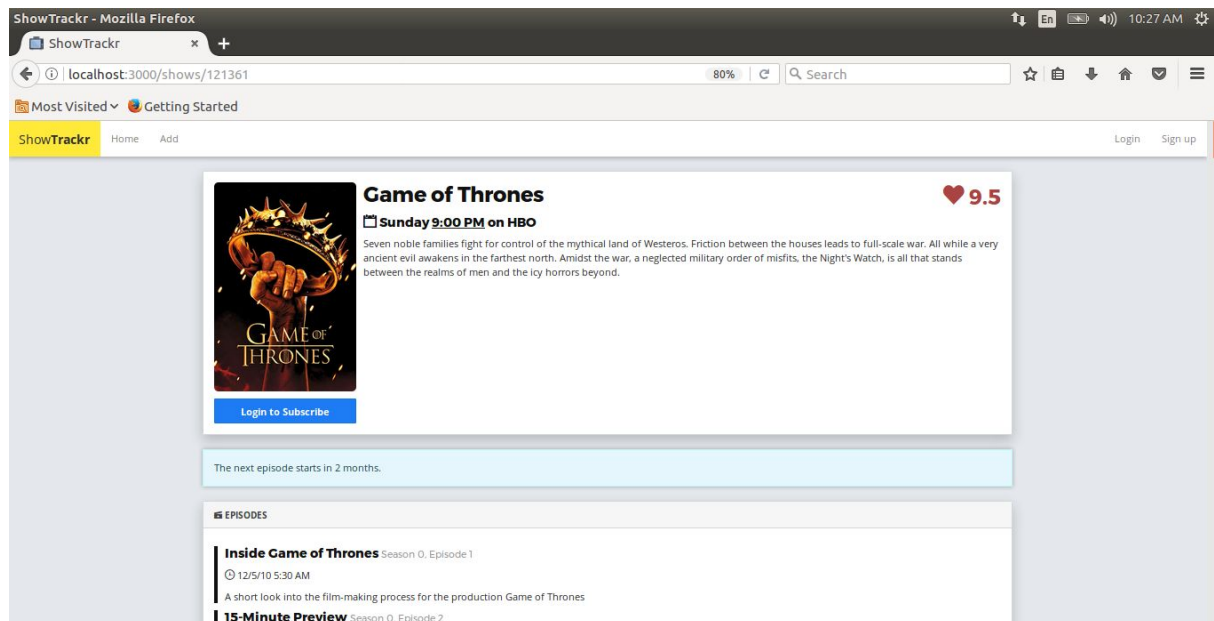 ShowTrackr - Mozilla Firefox
En
10:27 AM
ShowTrackr × +
localhost:3000/shows/121361
80%
Search
Most Visited
Getting Started
ShowTrackr Home Add Login Sign up
Game of Thrones
9.5
Sunday 9:00 PM on HBO
Seven noble families fight for control of the mythical land of Westeros. Friction between the houses leads to full-scale war. All while a very
ancient evil awakens in the farthest north. Amidst the war, a neglected military order of misfits, the Night's Watch, is all that stands
between the realms of men and the icy horrors beyond.
GAME OF
THRONES
Login to Subscribe
The next episode starts in 2 months.
EPISODES
Inside Game of Thrones Season 0, Episode 1
12/5/10 5:30 AM
A short look into the film-making process for the production Game of Thrones
15-Minute Preview Season 0, Episode 2